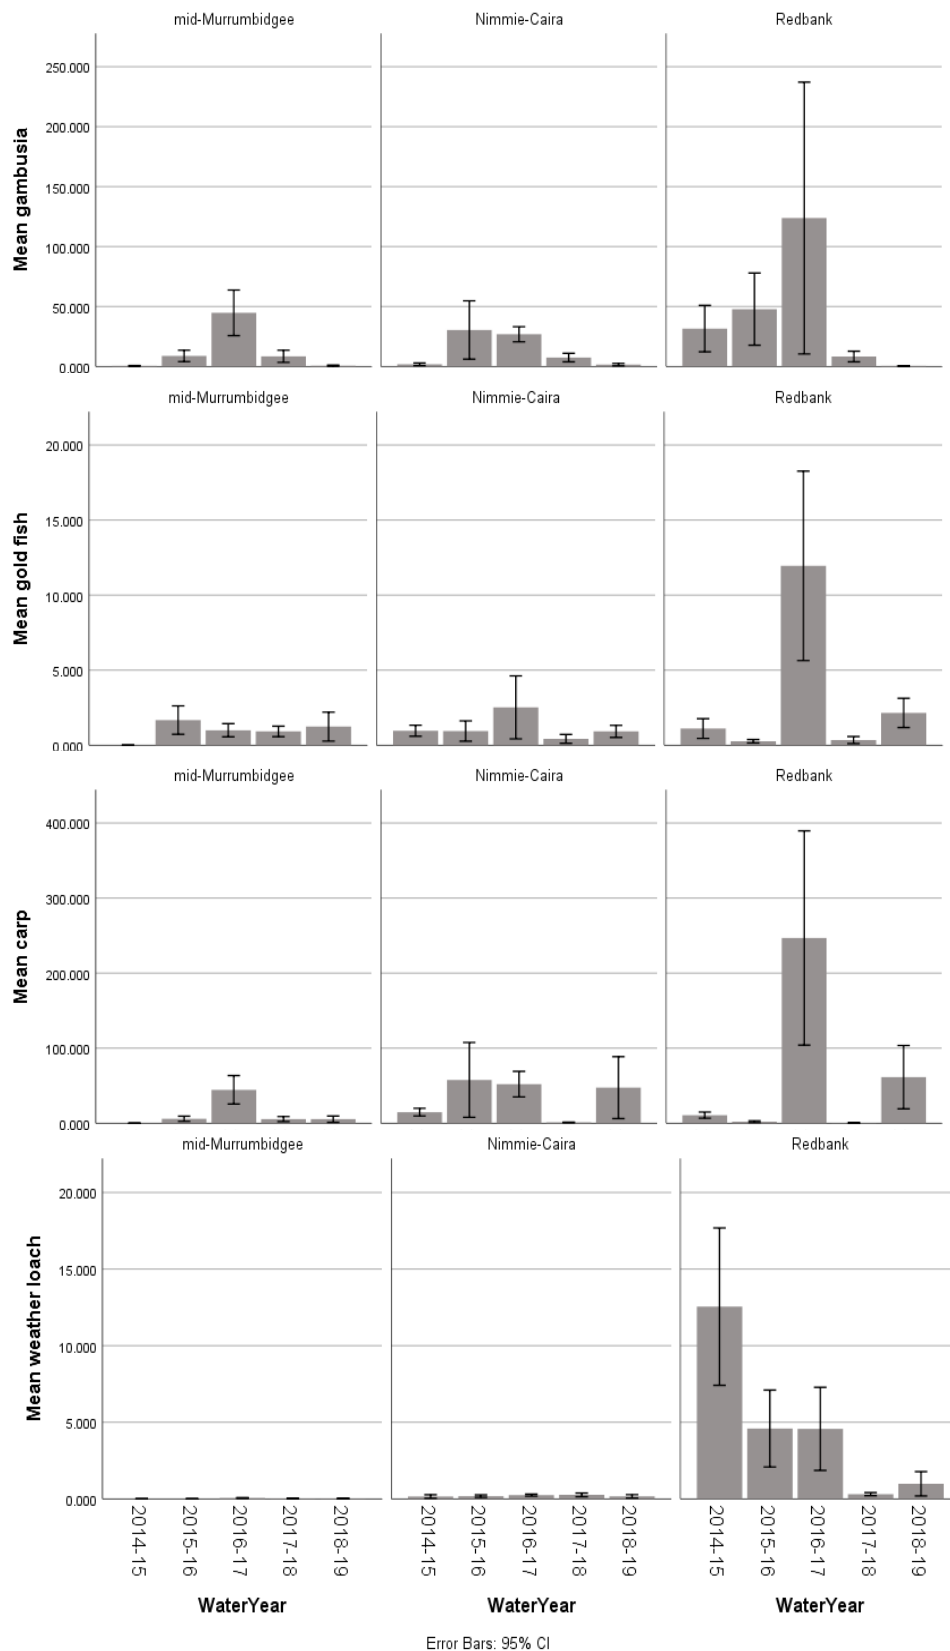 mid-Murrumbidgee Nimmie-Caira Redbank
Mean gambusia
250.000
200.000
150.000
100.000
50.000
0.000
mid-Murrumbidgee Nimmie-Caira Redbank
Mean gold fish
20.000
15.000
10.000
5.000
0.000
mid-Murrumbidgee Nimmie-Caira Redbank
Mean carp
400.000
300.000
200.000
100.000
0.000
mid-Murrumbidgee Nimmie-Caira Redbank
Mean weather loach
20.000
15.000
10.000
5.000
0.000
2014-15 2015-16 2016-17 2017-18 2018-19 2014-15 2015-16 2016-17 2017-18 2018-19 2014-15 2015-16 2016-17 2017-18 2018-19
WaterYear WaterYear WaterYear
Error Bars: 95% CI